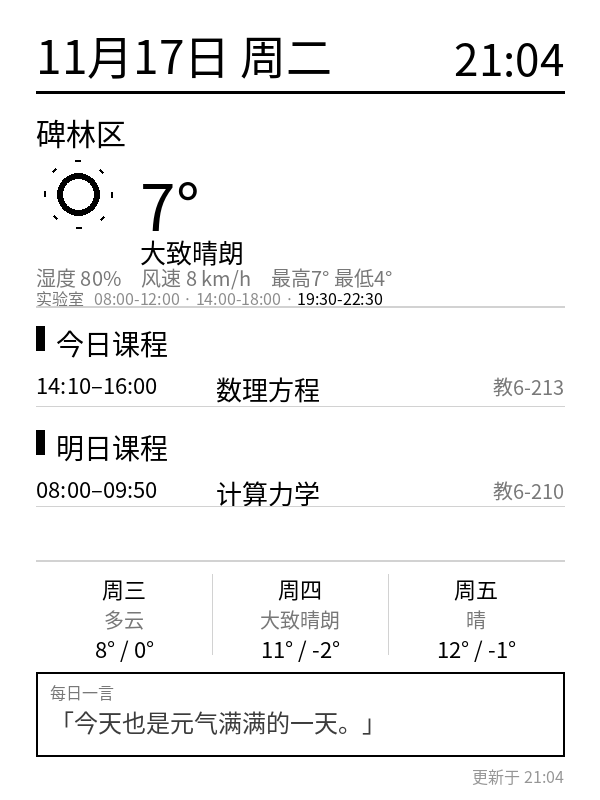 11月17日 周二 21:04
碑林区
7°
大致晴朗
湿度 80% 风速 8 km/h 最高7° 最低4°
实验室 08:00-12:00 · 14:00-18:00 · 19:30-22:30
今日课程
14:10–16:00 数理方程 教6-213
明日课程
08:00–09:50 计算力学 教6-210
周三 周四 周五
多云 大致晴朗 晴
8° / 0° 11° / -2° 12° / -1°
每日一言
「今天也是元气满满的一天。」
更新于 21:04